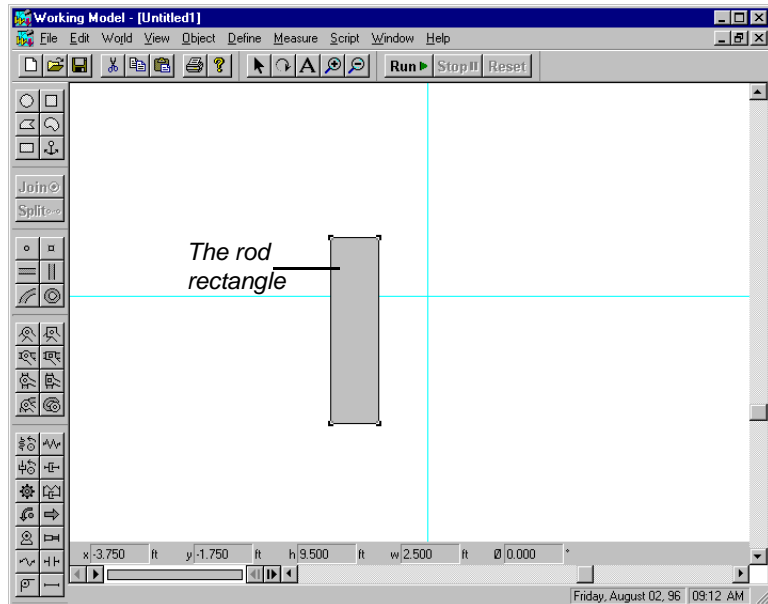 Working Model - [Untitled1]
File Edit World View Object Define Measure Script Window Help
Run Stop Reset
Join
Split
The rod
rectangle
x -3.750 ft y -1.750 ft h 9.500 ft w 2.500 ft Ø 0.000 °
Friday, August 02, 96 09:12 AM